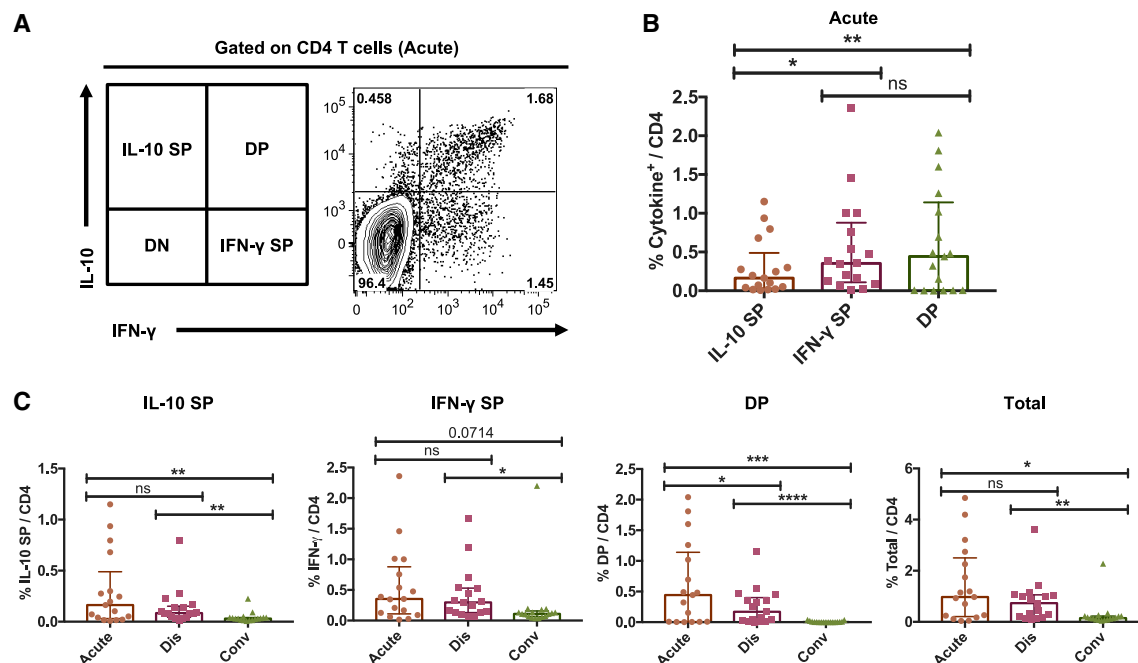 A
Gated on CD4 T cells (Acute)
IL-10
IL-10 SP
DP
DN
IFN-γ SP
0.458
1.68
96.4
1.45
10⁵
10⁴
10³
0
0
10²
10³
10⁴
10⁵
IFN-γ
B
Acute
**
*
ns
% Cytokine⁺ / CD4
2.5
2.0
1.5
1.0
0.5
0.0
IL-10 SP
IFN-γ SP
DP
C
IL-10 SP
**
ns
**
% IL-10 SP / CD4
1.5
1.0
0.5
0.0
Acute
Dis
Conv
IFN-γ SP
0.0714
ns
*
% IFN-γ / CD4
2.5
2.0
1.5
1.0
0.5
0.0
Acute
Dis
Conv
DP
***
*
****
% DP / CD4
2.5
2.0
1.5
1.0
0.5
0.0
Acute
Dis
Conv
Total
*
ns
**
% Total / CD4
6
4
2
0
Acute
Dis
Conv